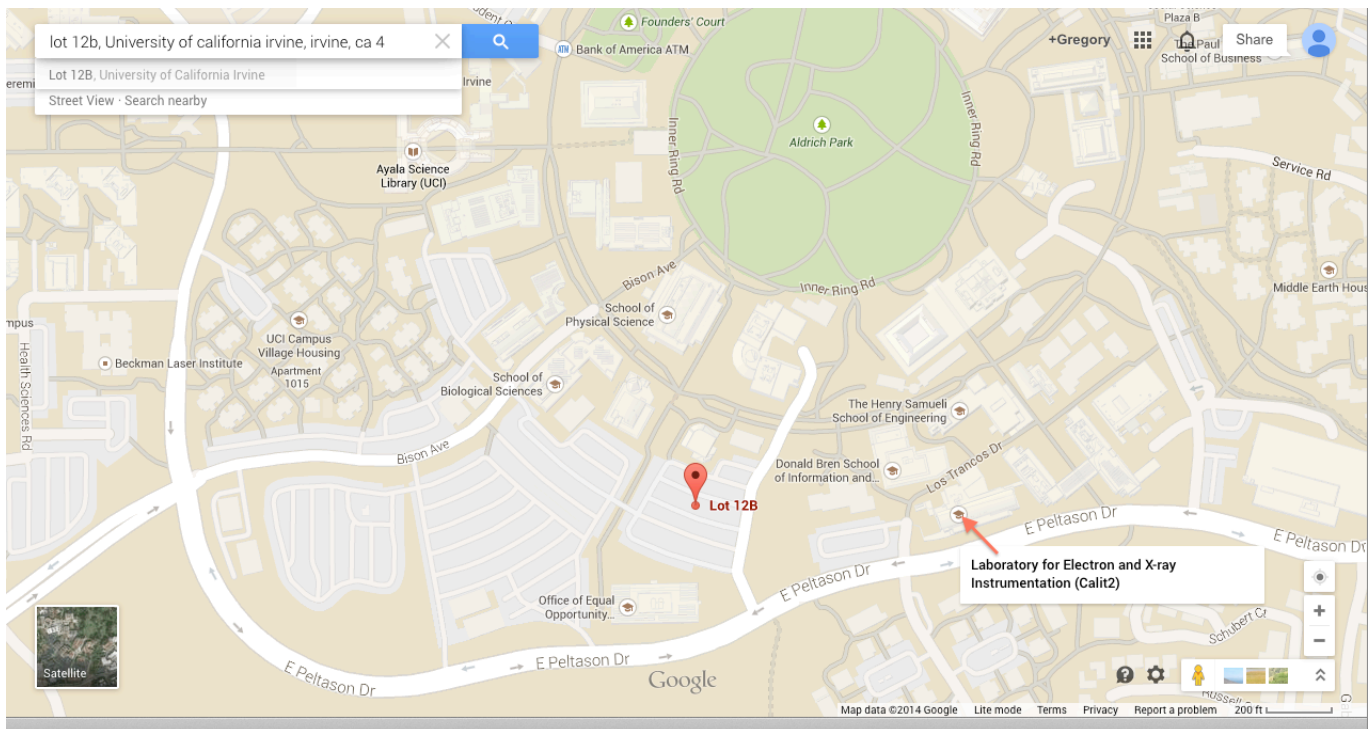 Founders' Court
Plaza B
lot 12b, University of california irvine, irvine, ca 4
ATM
Bank of America ATM
+Gregory
Share
School of Business
Lot 12B, University of California Irvine
Irvine
Street View · Search nearby
Inner Ring Rd
Inner Ring Rd
Aldrich Park
Ayala Science
Library (UCI)
Service Rd
Bison Ave
Inner Ring Rd
Middle Earth Hous
School of
Physical Science
UCI Campus
Village Housing
Apartment
1015
Beckman Laser Institute
Health Sciences Rd
School of
Biological Sciences
The Henry Samueli
School of Engineering
Bison Ave
Donald Bren School
of Information and...
Los Trancos Dr
Lot 12B
E Peltason Dr
E Peltason Dr
Laboratory for Electron and X-ray
Instrumentation (Calit2)
E Peltason Dr
Office of Equal
Opportunity...
Schubert Ct
E Peltason Dr
E Peltason Dr
Satellite
Google
Map data ©2014 Google Lite mode Terms Privacy Report a problem 200 ft